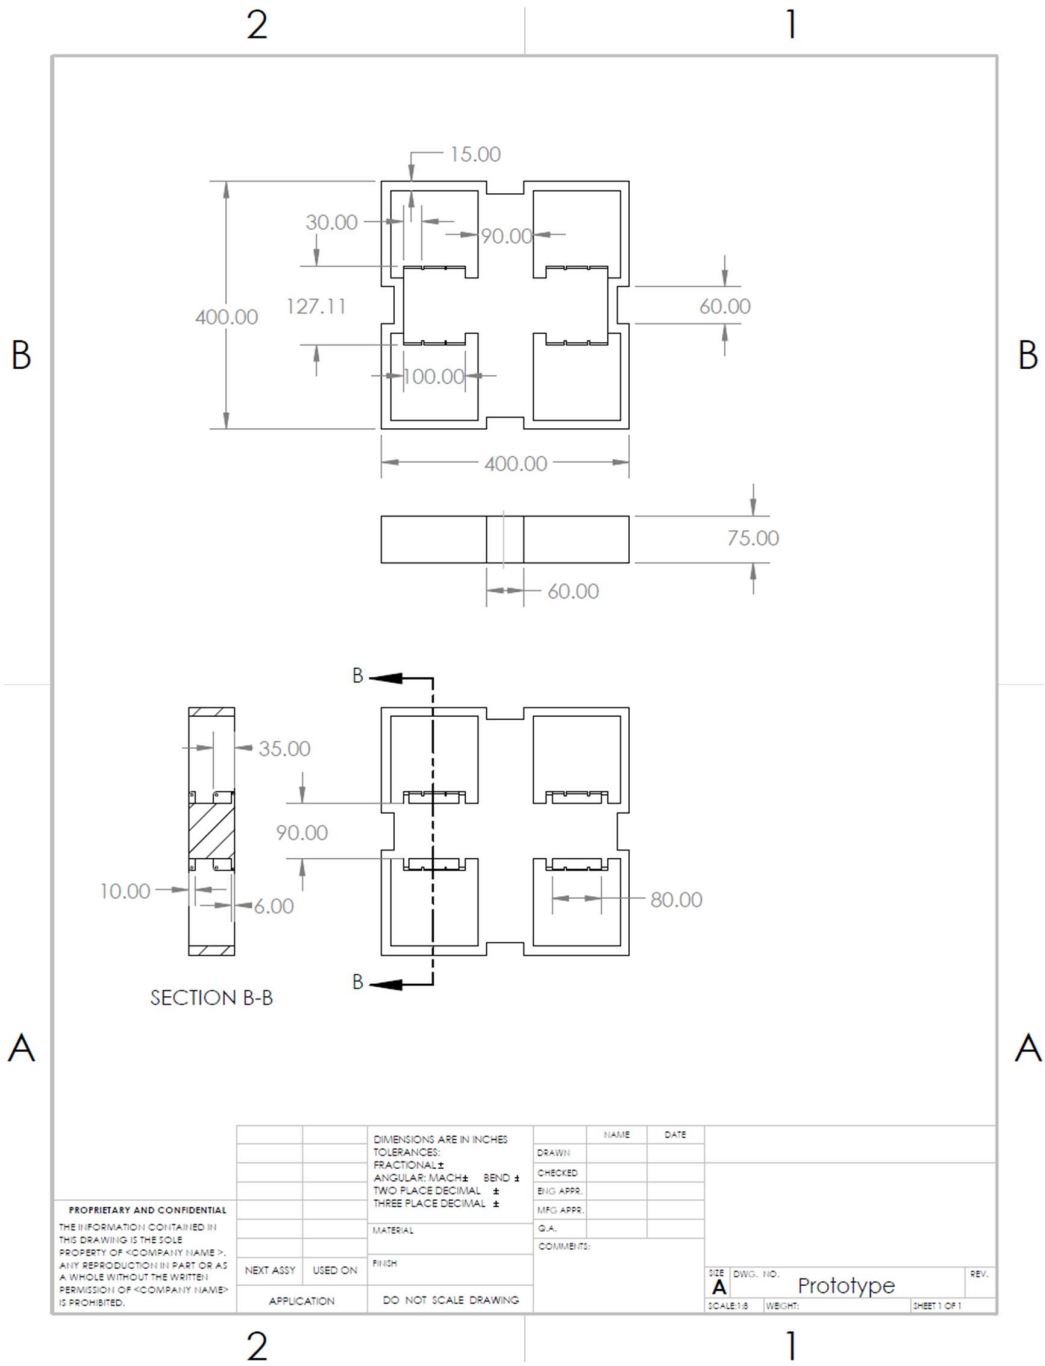 2 1
15.00
30.00
90.00
127.11
400.00
60.00
100.00
400.00
75.00
60.00
B B
B
35.00
90.00
10.00
6.00
80.00
B
SECTION B-B
A A
DIMENSIONS ARE IN INCHES
TOLERANCES:
FRACTIONAL±
ANGULAR: MACH± BEND ±
TWO PLACE DECIMAL ±
THREE PLACE DECIMAL ±
MATERIAL
FINISH
DO NOT SCALE DRAWING
NAME DATE
DRAWN
CHECKED
ENG APPR.
MFG APPR.
Q.A.
COMMENTS:
PROPRIETARY AND CONFIDENTIAL
THE INFORMATION CONTAINED IN
THIS DRAWING IS THE SOLE
PROPERTY OF <COMPANY NAME >.
ANY REPRODUCTION IN PART OR AS
A WHOLE WITHOUT THE WRITTEN
PERMISSION OF <COMPANY NAME>
IS PROHIBITED.
NEXT ASSY USED ON
APPLICATION
SIZE DWG. NO. REV.
A Prototype
SCALE:1:8 WEIGHT: SHEET 1 OF 1
2 1